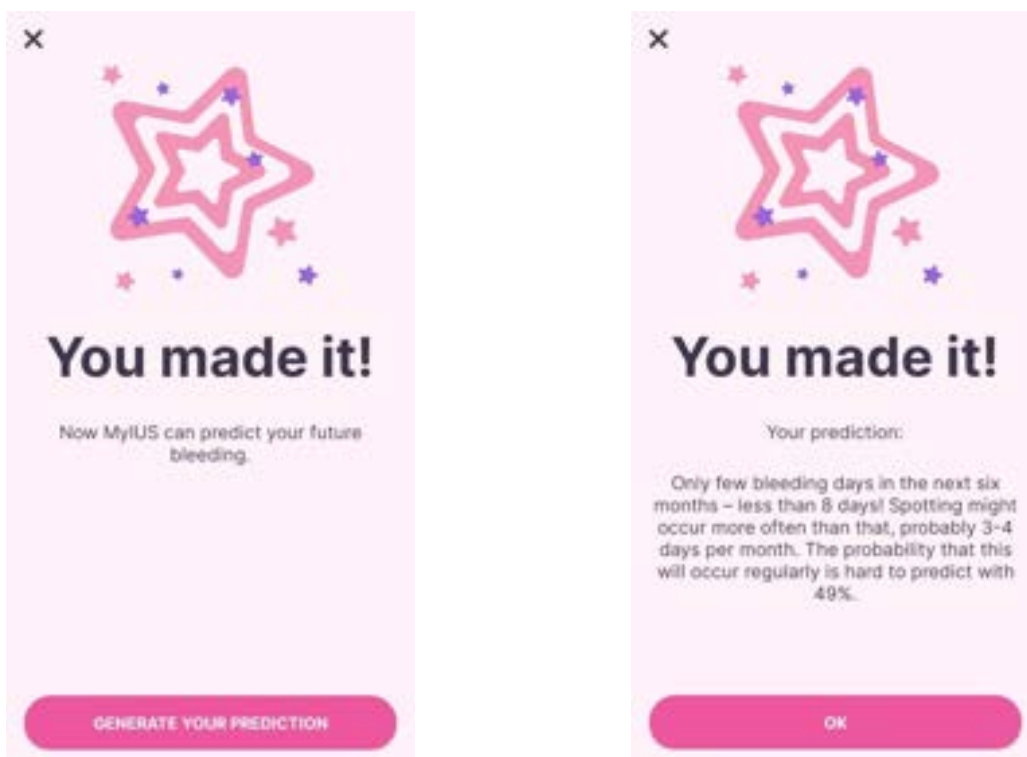 You made it!
Now MyIUS can predict your future
bleeding.
GENERATE YOUR PREDICTION
You made it!
Your prediction:
Only few bleeding days in the next six
months – less than 8 days! Spotting might
occur more often than that, probably 3-4
days per month. The probability that this
will occur regularly is hard to predict with
49%.
OK